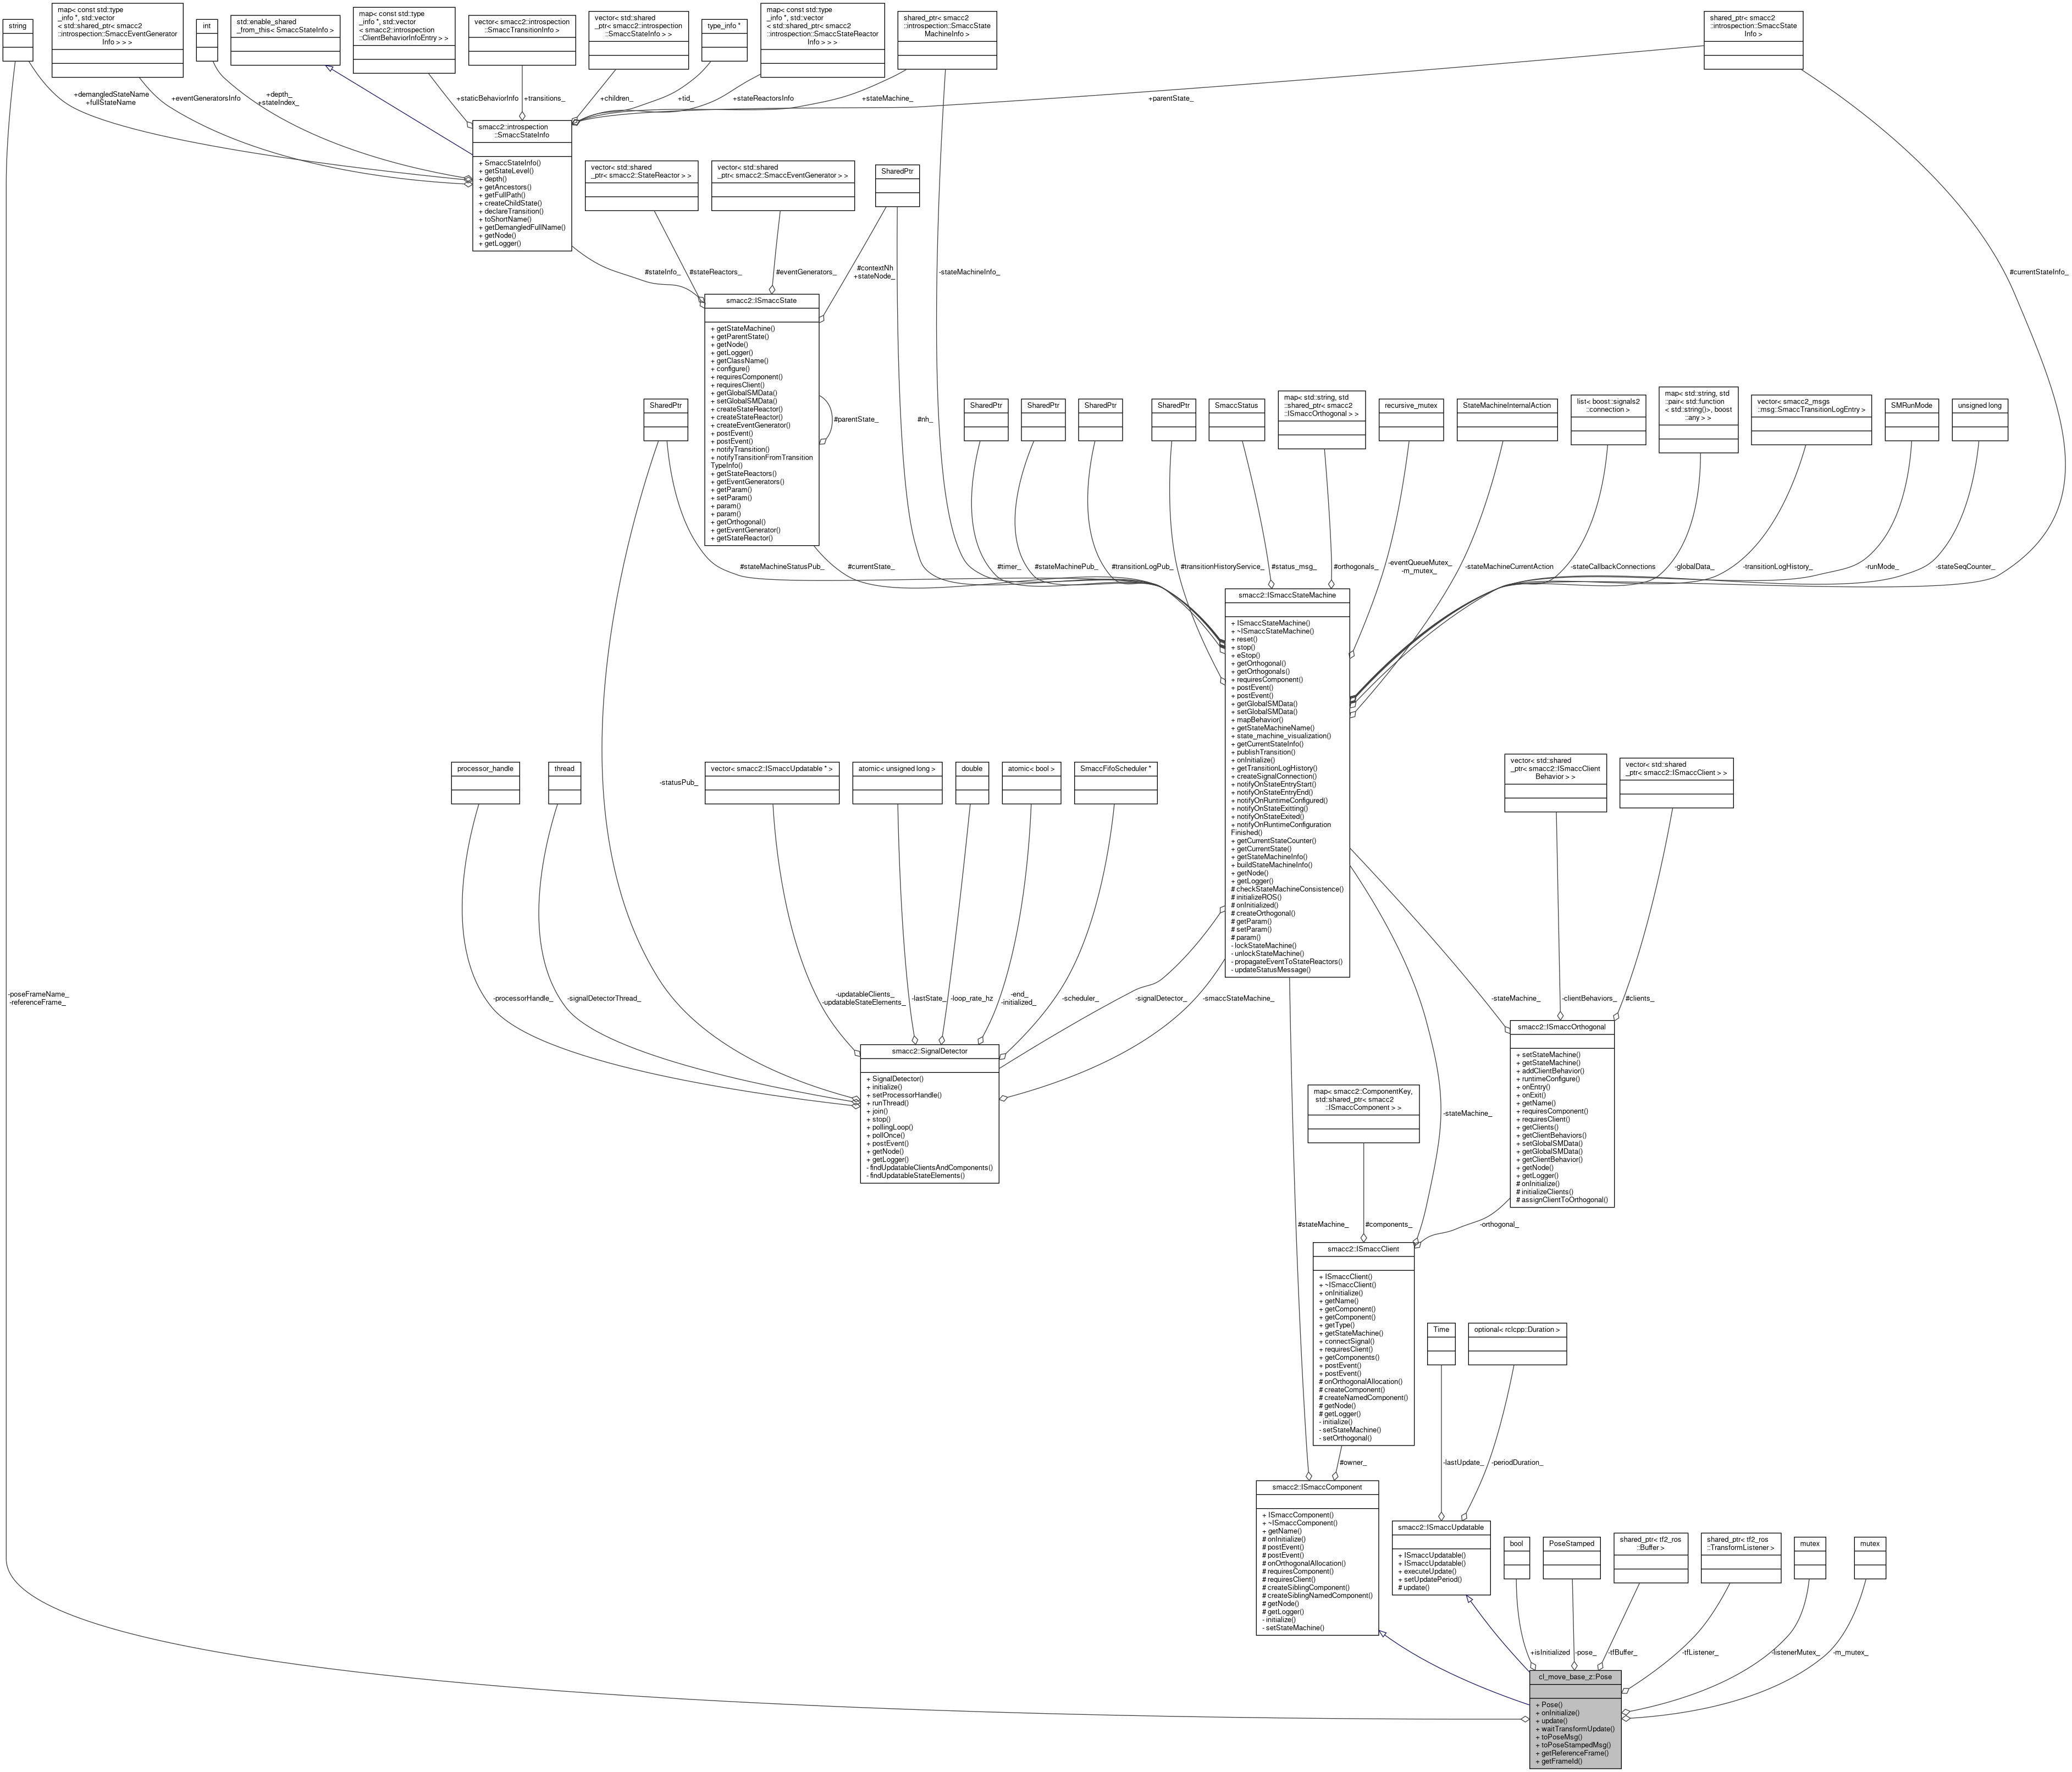 string
map< const std::type
_info *, std::vector
< std::shared_ptr< smacc2
::introspection::SmaccEventGenerator
Info > > >
int
std::enable_shared
_from_this< SmaccStateInfo >
map< const std::type
_info *, std::vector
< smacc2::introspection
::ClientBehaviorInfoEntry > >
vector< smacc2::introspection
::SmaccTransitionInfo >
vector< std::shared
_ptr< smacc2::introspection
::SmaccStateInfo > >
type_info *
map< const std::type
_info *, std::vector
< std::shared_ptr< smacc2
::introspection::SmaccStateReactor
Info > > >
shared_ptr< smacc2
::introspection::SmaccState
MachineInfo >
shared_ptr< smacc2
::introspection::SmaccState
Info >
+demangledStateName
+fullStateName
+eventGeneratorsInfo
+depth_
+stateIndex_
+staticBehaviorInfo
+transitions_
+children_
+tid_
+stateReactorsInfo
+stateMachine_
+parentState_
smacc2::introspection
::SmaccStateInfo
+ SmaccStateInfo()
+ getStateLevel()
+ depth()
+ getAncestors()
+ getFullPath()
+ createChildState()
+ declareTransition()
+ toShortName()
+ getDemangledFullName()
+ getNode()
+ getLogger()
vector< std::shared
_ptr< smacc2::StateReactor > >
vector< std::shared
_ptr< smacc2::SmaccEventGenerator > >
SharedPtr
#stateInfo_
#stateReactors_
#eventGenerators_
#contextNh
+stateNode_
-stateMachineInfo_
#currentStateInfo_
smacc2::ISmaccState
+ getStateMachine()
+ getParentState()
+ getNode()
+ getLogger()
+ getClassName()
+ configure()
+ requiresComponent()
+ requiresClient()
+ getGlobalSMData()
+ setGlobalSMData()
+ createStateReactor()
+ createStateReactor()
+ createEventGenerator()
+ postEvent()
+ postEvent()
+ notifyTransition()
+ notifyTransitionFromTransition
TypeInfo()
+ getStateReactors()
+ getEventGenerators()
+ getParam()
+ setParam()
+ param()
+ param()
+ getOrthogonal()
+ getEventGenerator()
+ getStateReactor()
#parentState_
#nh_
SharedPtr
SharedPtr
SharedPtr
SharedPtr
SharedPtr
SmaccStatus
map< std::string, std
::shared_ptr< smacc2
::ISmaccOrthogonal > >
recursive_mutex
StateMachineInternalAction
list< boost::signals2
::connection >
map< std::string, std
::pair< std::function
< std::string()>, boost
::any > >
vector< smacc2_msgs
::msg::SmaccTransitionLogEntry >
SMRunMode
unsigned long
#stateMachineStatusPub_
#currentState_
#timer_
#stateMachinePub_
#transitionLogPub_
#transitionHistoryService_
#status_msg_
#orthogonals_
-eventQueueMutex_
-m_mutex_
-stateMachineCurrentAction
-stateCallbackConnections
-globalData_
-transitionLogHistory_
-runMode_
-stateSeqCounter_
smacc2::ISmaccStateMachine
+ ISmaccStateMachine()
+ ~ISmaccStateMachine()
+ reset()
+ stop()
+ eStop()
+ getOrthogonal()
+ getOrthogonals()
+ requiresComponent()
+ postEvent()
+ postEvent()
+ getGlobalSMData()
+ setGlobalSMData()
+ mapBehavior()
+ getStateMachineName()
+ state_machine_visualization()
+ getCurrentStateInfo()
+ publishTransition()
+ onInitialize()
+ getTransitionLogHistory()
+ createSignalConnection()
+ notifyOnStateEntryStart()
+ notifyOnStateEntryEnd()
+ notifyOnRuntimeConfigured()
+ notifyOnStateExitting()
+ notifyOnStateExited()
+ notifyOnRuntimeConfiguration
Finished()
+ getCurrentStateCounter()
+ getCurrentState()
+ getStateMachineInfo()
+ buildStateMachineInfo()
+ getNode()
+ getLogger()
# checkStateMachineConsistence()
# initializeROS()
# onInitialized()
# createOrthogonal()
# getParam()
# setParam()
# param()
- lockStateMachine()
- unlockStateMachine()
- propagateEventToStateReactors()
- updateStatusMessage()
processor_handle
thread
-statusPub_
vector< smacc2::ISmaccUpdatable * >
atomic< unsigned long >
double
atomic< bool >
SmaccFifoScheduler *
vector< std::shared
_ptr< smacc2::ISmaccClient
Behavior > >
vector< std::shared
_ptr< smacc2::ISmaccClient > >
-poseFrameName_
-referenceFrame_
-processorHandle_
-signalDetectorThread_
-updatableClients_
-updatableStateElements_
-lastState_
-loop_rate_hz
-end_
-initialized_
-scheduler_
-signalDetector_
-smaccStateMachine_
-stateMachine_
-clientBehaviors_
#clients_
smacc2::SignalDetector
+ SignalDetector()
+ initialize()
+ setProcessorHandle()
+ runThread()
+ join()
+ stop()
+ pollingLoop()
+ pollOnce()
+ postEvent()
+ getNode()
+ getLogger()
- findUpdatableClientsAndComponents()
- findUpdatableStateElements()
smacc2::ISmaccOrthogonal
+ setStateMachine()
+ getStateMachine()
+ addClientBehavior()
+ runtimeConfigure()
+ onEntry()
+ onExit()
+ getName()
+ requiresComponent()
+ requiresClient()
+ getClients()
+ getClientBehaviors()
+ setGlobalSMData()
+ getGlobalSMData()
+ getClientBehavior()
+ getNode()
+ getLogger()
# onInitialize()
# initializeClients()
# assignClientToOrthogonal()
map< smacc2::ComponentKey,
std::shared_ptr< smacc2
::ISmaccComponent > >
-stateMachine_
#stateMachine_
#components_
-orthogonal_
smacc2::ISmaccClient
+ ISmaccClient()
+ ~ISmaccClient()
+ onInitialize()
+ getName()
+ getComponent()
+ getComponent()
+ getType()
+ getStateMachine()
+ connectSignal()
+ requiresClient()
+ getComponents()
+ postEvent()
+ postEvent()
# onOrthogonalAllocation()
# createComponent()
# createNamedComponent()
# getNode()
# getLogger()
- initialize()
- setStateMachine()
- setOrthogonal()
Time
optional< rclcpp::Duration >
#owner_
-lastUpdate_
-periodDuration_
smacc2::ISmaccComponent
+ ISmaccComponent()
+ ~ISmaccComponent()
+ getName()
# onInitialize()
# postEvent()
# postEvent()
# onOrthogonalAllocation()
# requiresComponent()
# requiresClient()
# createSiblingComponent()
# createSiblingNamedComponent()
# getNode()
# getLogger()
- initialize()
- setStateMachine()
smacc2::ISmaccUpdatable
+ ISmaccUpdatable()
+ ISmaccUpdatable()
+ executeUpdate()
+ setUpdatePeriod()
# update()
bool
PoseStamped
shared_ptr< tf2_ros
::Buffer >
shared_ptr< tf2_ros
::TransformListener >
mutex
mutex
+isInitialized
-pose_
-tfBuffer_
-tfListener_
-listenerMutex_
-m_mutex_
cl_move_base_z::Pose
+ Pose()
+ onInitialize()
+ update()
+ waitTransformUpdate()
+ toPoseMsg()
+ toPoseStampedMsg()
+ getReferenceFrame()
+ getFrameId()